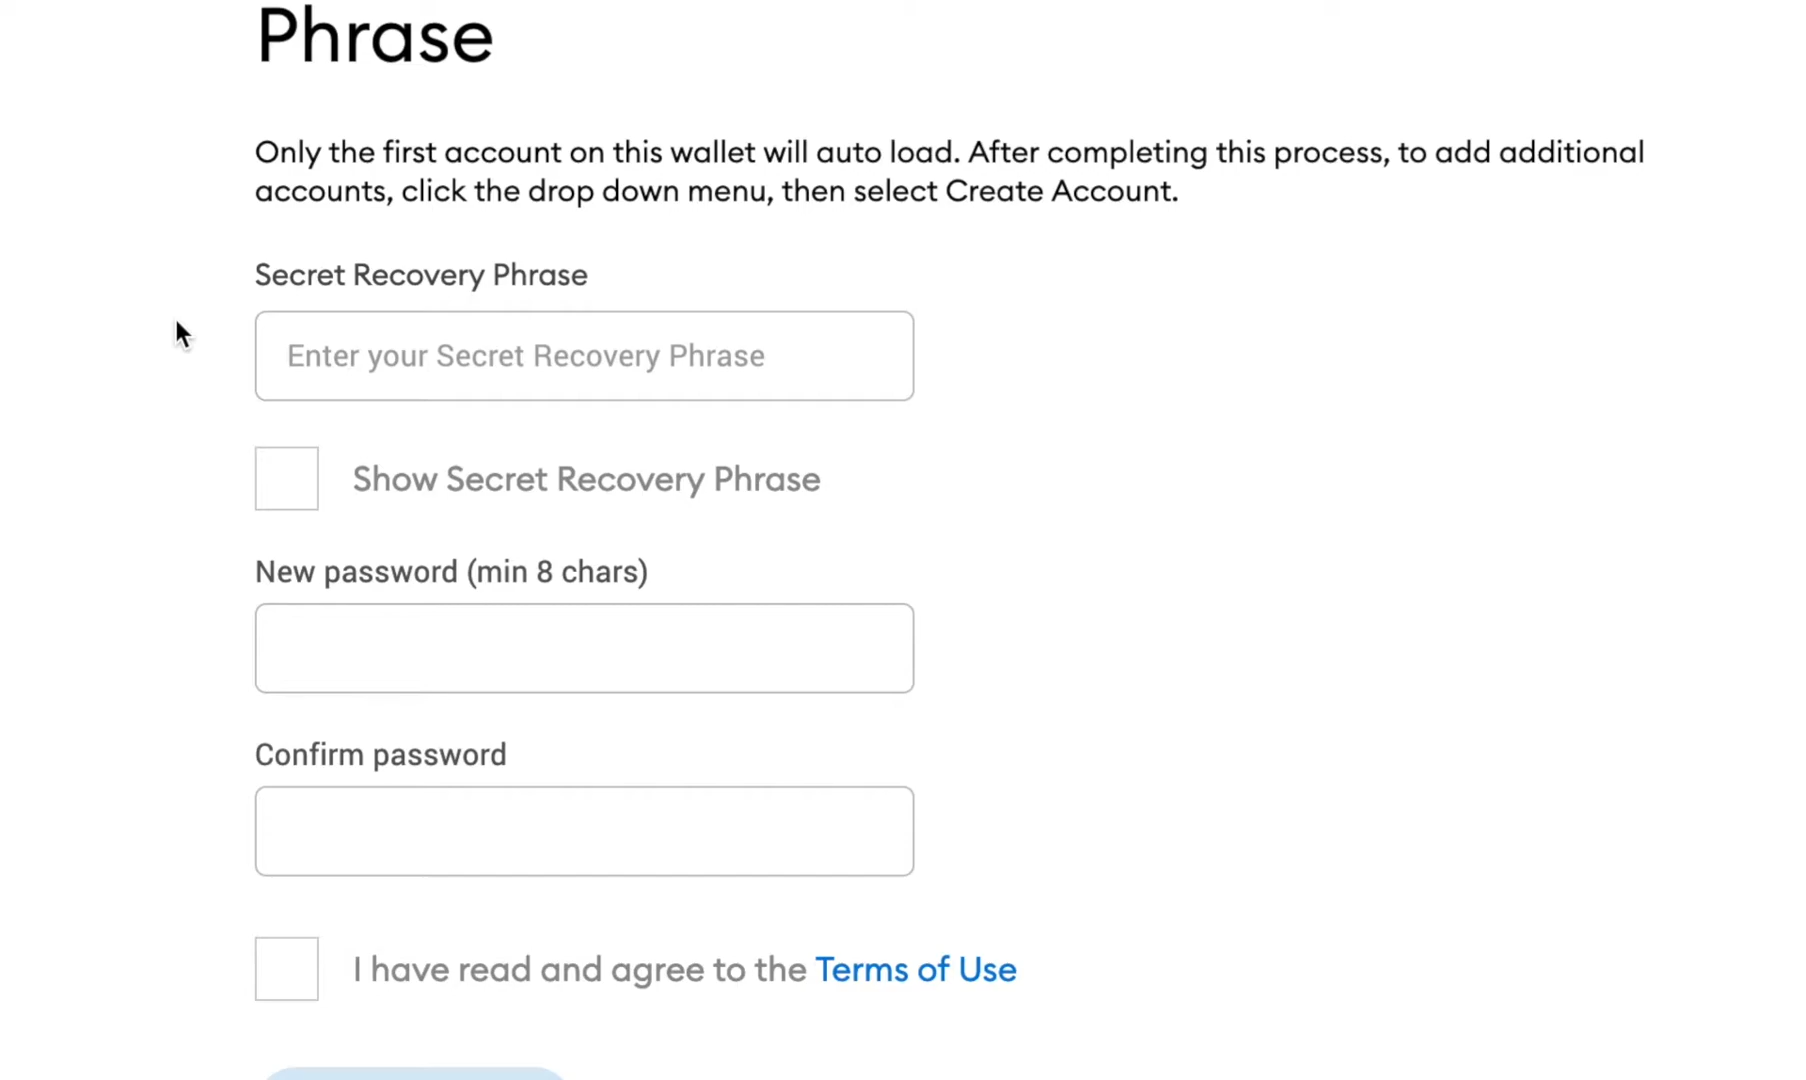 Phrase
Only the first account on this wallet will auto load. After completing this process, to add additional
accounts, click the drop down menu, then select Create Account.
Secret Recovery Phrase
Enter your Secret Recovery Phrase
Show Secret Recovery Phrase
New password (min 8 chars)
Confirm password
I have read and agree to the Terms of Use